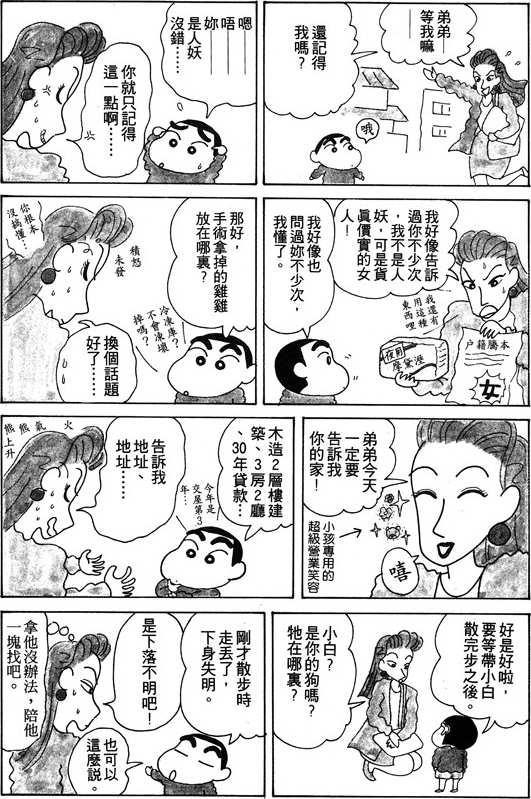 弟弟——
等我嘛——
還記得
我嗎？
哦
嗯——
唔——
妳——
是人妖
沒錯……
你就只記得
這一點啊……
我好像告訴
過你不少次
，我不是人
妖，可是貨
真價實的女
人！
我還有
用這種
東西哩
夜用
摩黛絲
戶籍謄本
女
我好像也
問過妳不少次，
我懂了。
那好，
手術拿掉的雞雞
放在哪裏？
冷凍庫？
不會凍壞
掉嗎？
換個話題
好了……
積怨
未發
你根本
沒搞懂…
弟弟今天
一定要
你的家！
小孩專用的
超級營業笑容
嘻
木造2層樓建
築、3房2廳
、30年貸款…
今年是
交屋第3
年…
告訴我
地址、
地址……
火
氣
熊熊
上升
好是好啦，
要等帶小白
散完步之後。
小白？
是你的狗嗎？
牠在哪裏？
剛才散步時
走丟了，
下身失明。
是下落不明吧！
也可以
這麼說。
拿他沒辦法，陪他
一塊找吧。